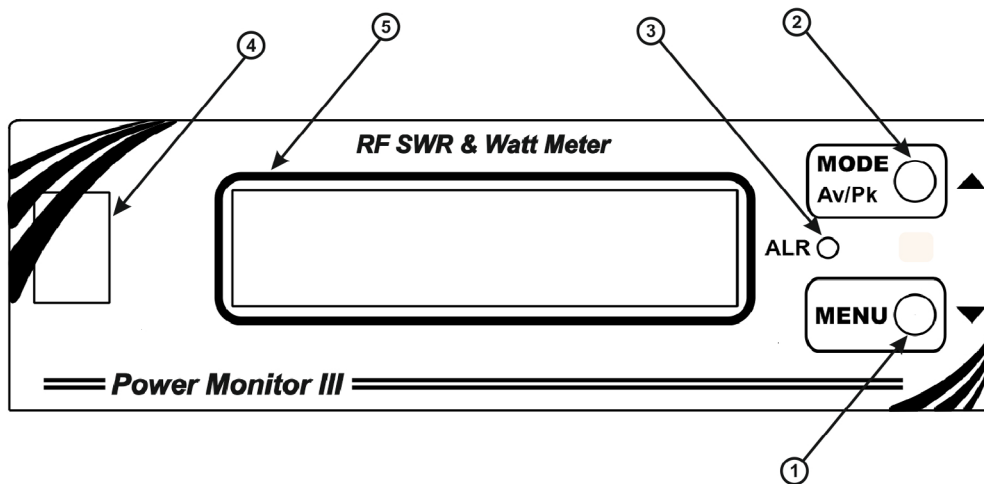 4
5
3
2
RF SWR & Watt Meter
MODE
Av/Pk
ALR
MENU
Power Monitor III
1